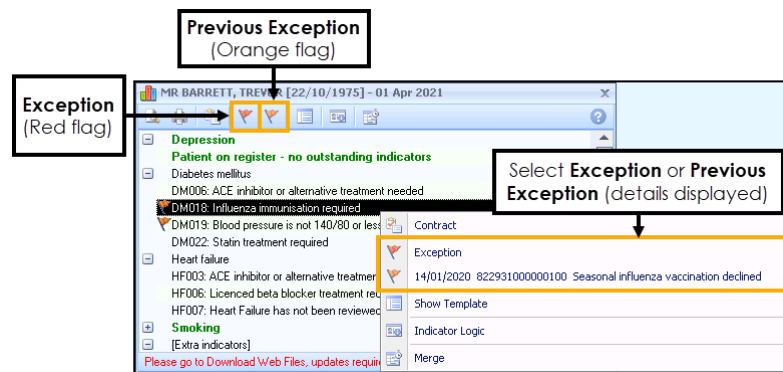 Previous Exception
(Orange flag)
Exception
(Red flag)
MR BARRETT, TREVOR [22/10/1975] - 01 Apr 2021
Depression
Patient on register - no outstanding indicators
Diabetes mellitus
DM006: ACE inhibitor or alternative treatment needed
DM018: Influenza immunisation required
DM019: Blood pressure is not 140/80 or less
DM022: Statin treatment required
Heart failure
HF003: ACE inhibitor or alternative
HF006: Licenced beta blocker treatment
HF007: Heart Failure has not been reviewed
Smoking
[Extra indicators]
Please go to Download Web Files, updates
Select Exception or Previous
Exception (details displayed)
Contract
Exception
14/01/2020 822931000000100 Seasonal influenza vaccination declined
Show Template
Indicator Logic
Merge